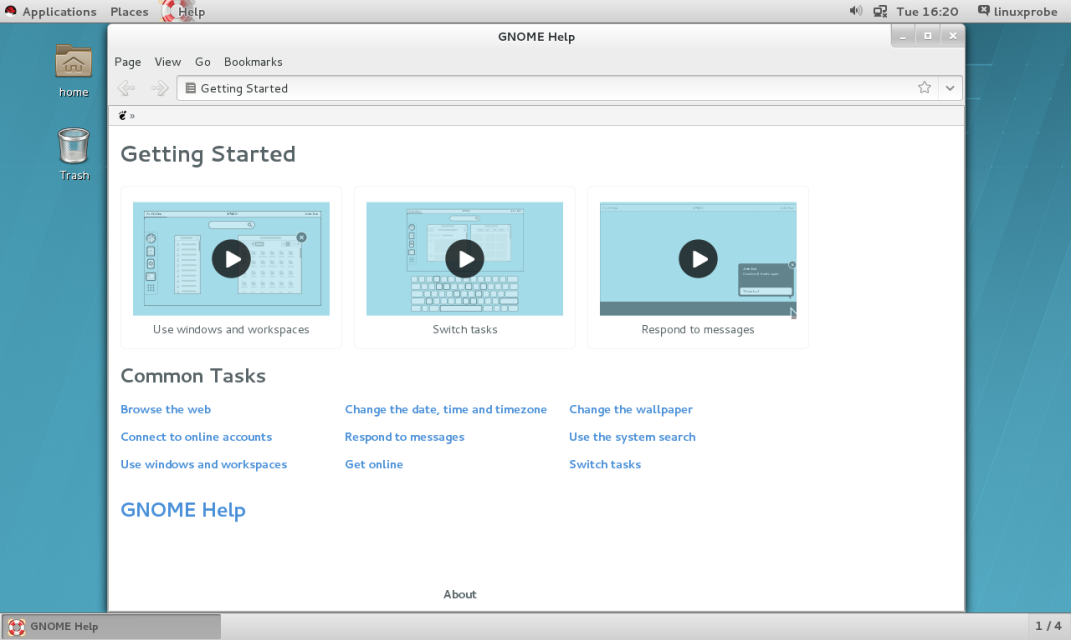 Applications Places Help Tue 16:20 linuxprobe
GNOME Help
Page View Go Bookmarks
Getting Started
»
home
Trash
Getting Started
Use windows and workspaces Switch tasks Respond to messages
Common Tasks
Browse the web Change the date, time and timezone Change the wallpaper
Connect to online accounts Respond to messages Use the system search
Use windows and workspaces Get online Switch tasks
GNOME Help
About
GNOME Help 1 / 4